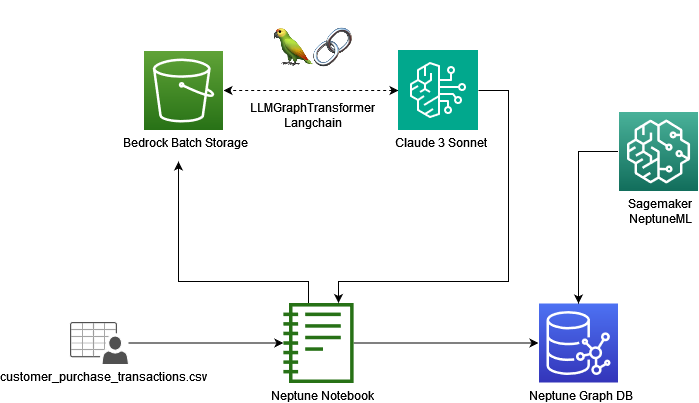 LLMGraphTransformer
Langchain
Bedrock Batch Storage
Claude 3 Sonnet
Sagemaker
NeptuneML
customer_purchase_transactions.csv
Neptune Notebook
Neptune Graph DB